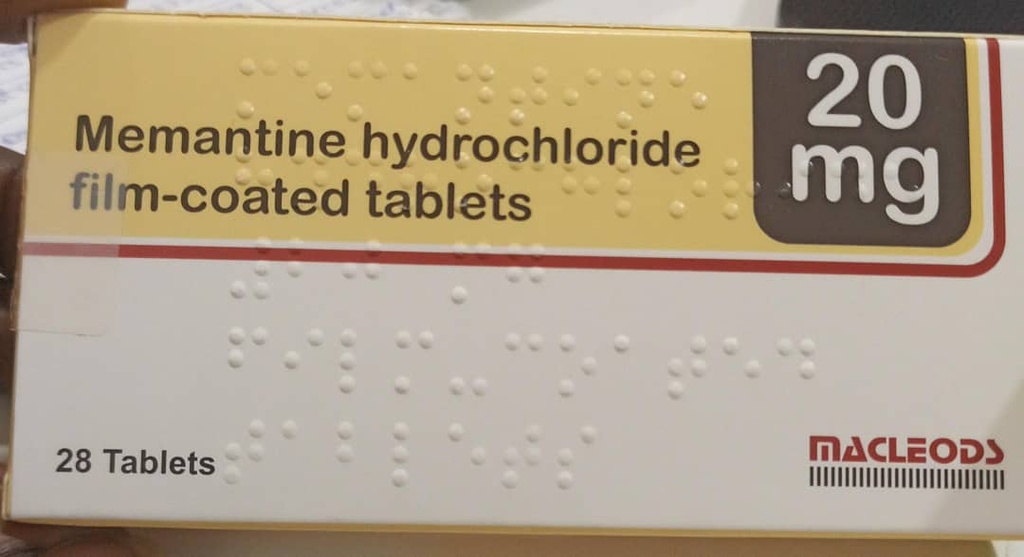 Memantine hydrochloride
film-coated tablets
20
mg
28 Tablets
MACLEODS